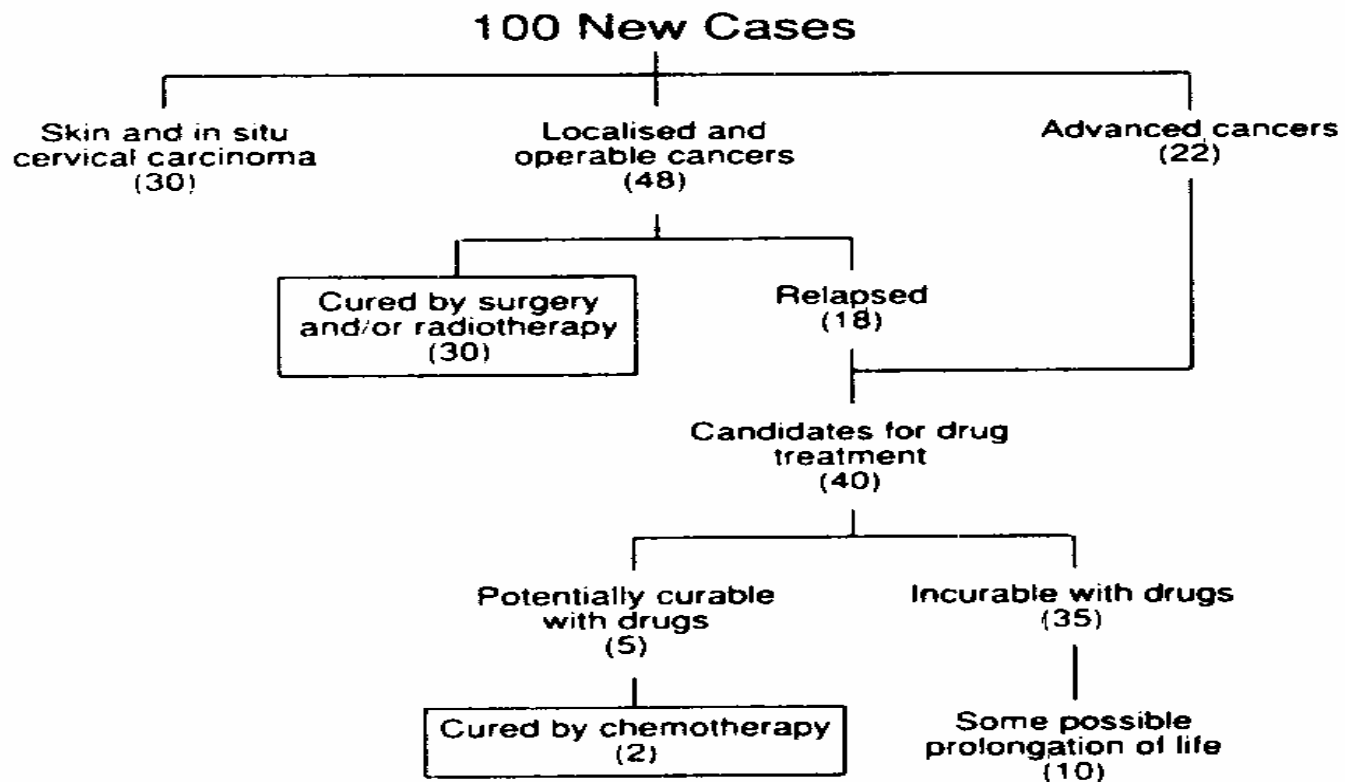 100 New Cases
Skin and in situ
cervical carcinoma
(30)
Localised and
operable cancers
(48)
Advanced cancers
(22)
Cured by surgery
and/or radiotherapy
(30)
Relapsed
(18)
Candidates for drug
treatment
(40)
Potentially curable
with drugs
(5)
Incurable with drugs
(35)
Cured by chemotherapy
(2)
Some possible
prolongation of life
(10)